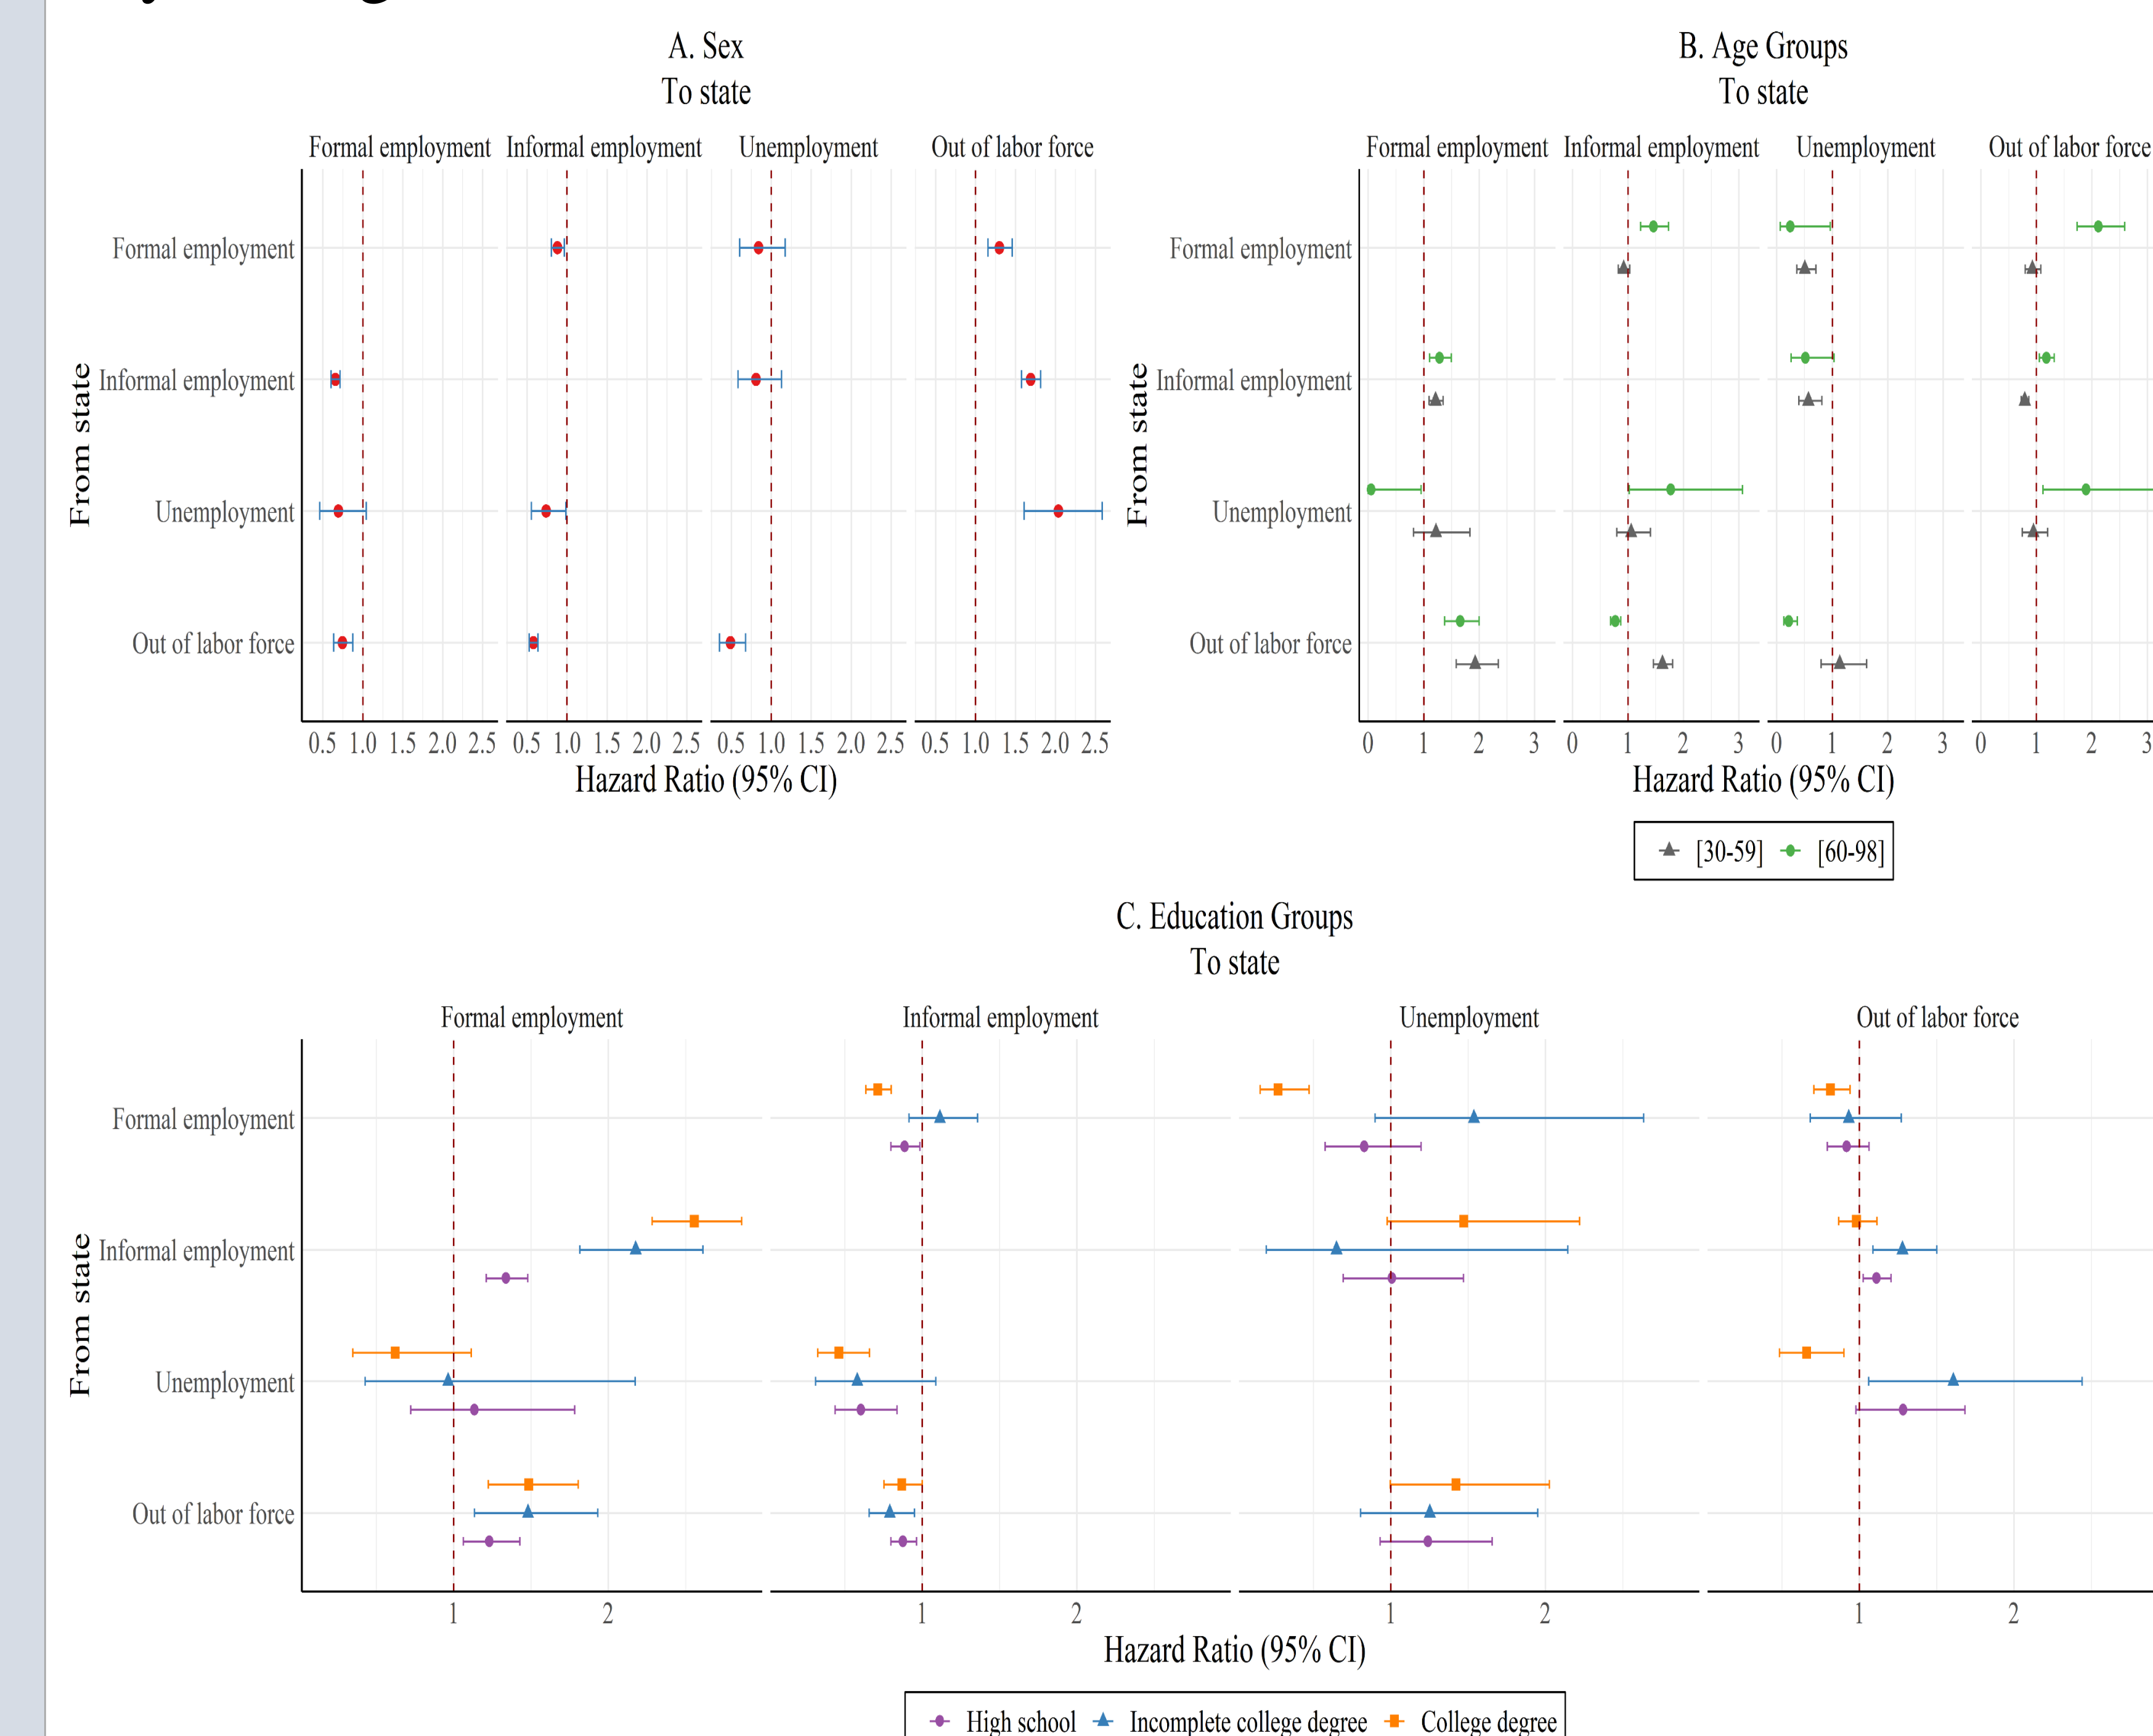 A. Sex
To state
Formal employment Informal employment Unemployment Out of labor force
From state
Formal employment
Informal employment
Unemployment
Out of labor force
0.5 1.0 1.5 2.0 2.5 0.5 1.0 1.5 2.0 2.5 0.5 1.0 1.5 2.0 2.5 0.5 1.0 1.5 2.0 2.5
Hazard Ratio (95% CI)
B. Age Groups
To state
Formal employment Informal employment Unemployment Out of labor force
From state
Formal employment
Informal employment
Unemployment
Out of labor force
0 1 2 3 0 1 2 3 0 1 2 3 0 1 2 3
Hazard Ratio (95% CI)
[30-59] [60-98]
C. Education Groups
To state
Formal employment Informal employment Unemployment Out of labor force
From state
Formal employment
Informal employment
Unemployment
Out of labor force
1 2 1 2 1 2 1 2
Hazard Ratio (95% CI)
High school Incomplete college degree College degree